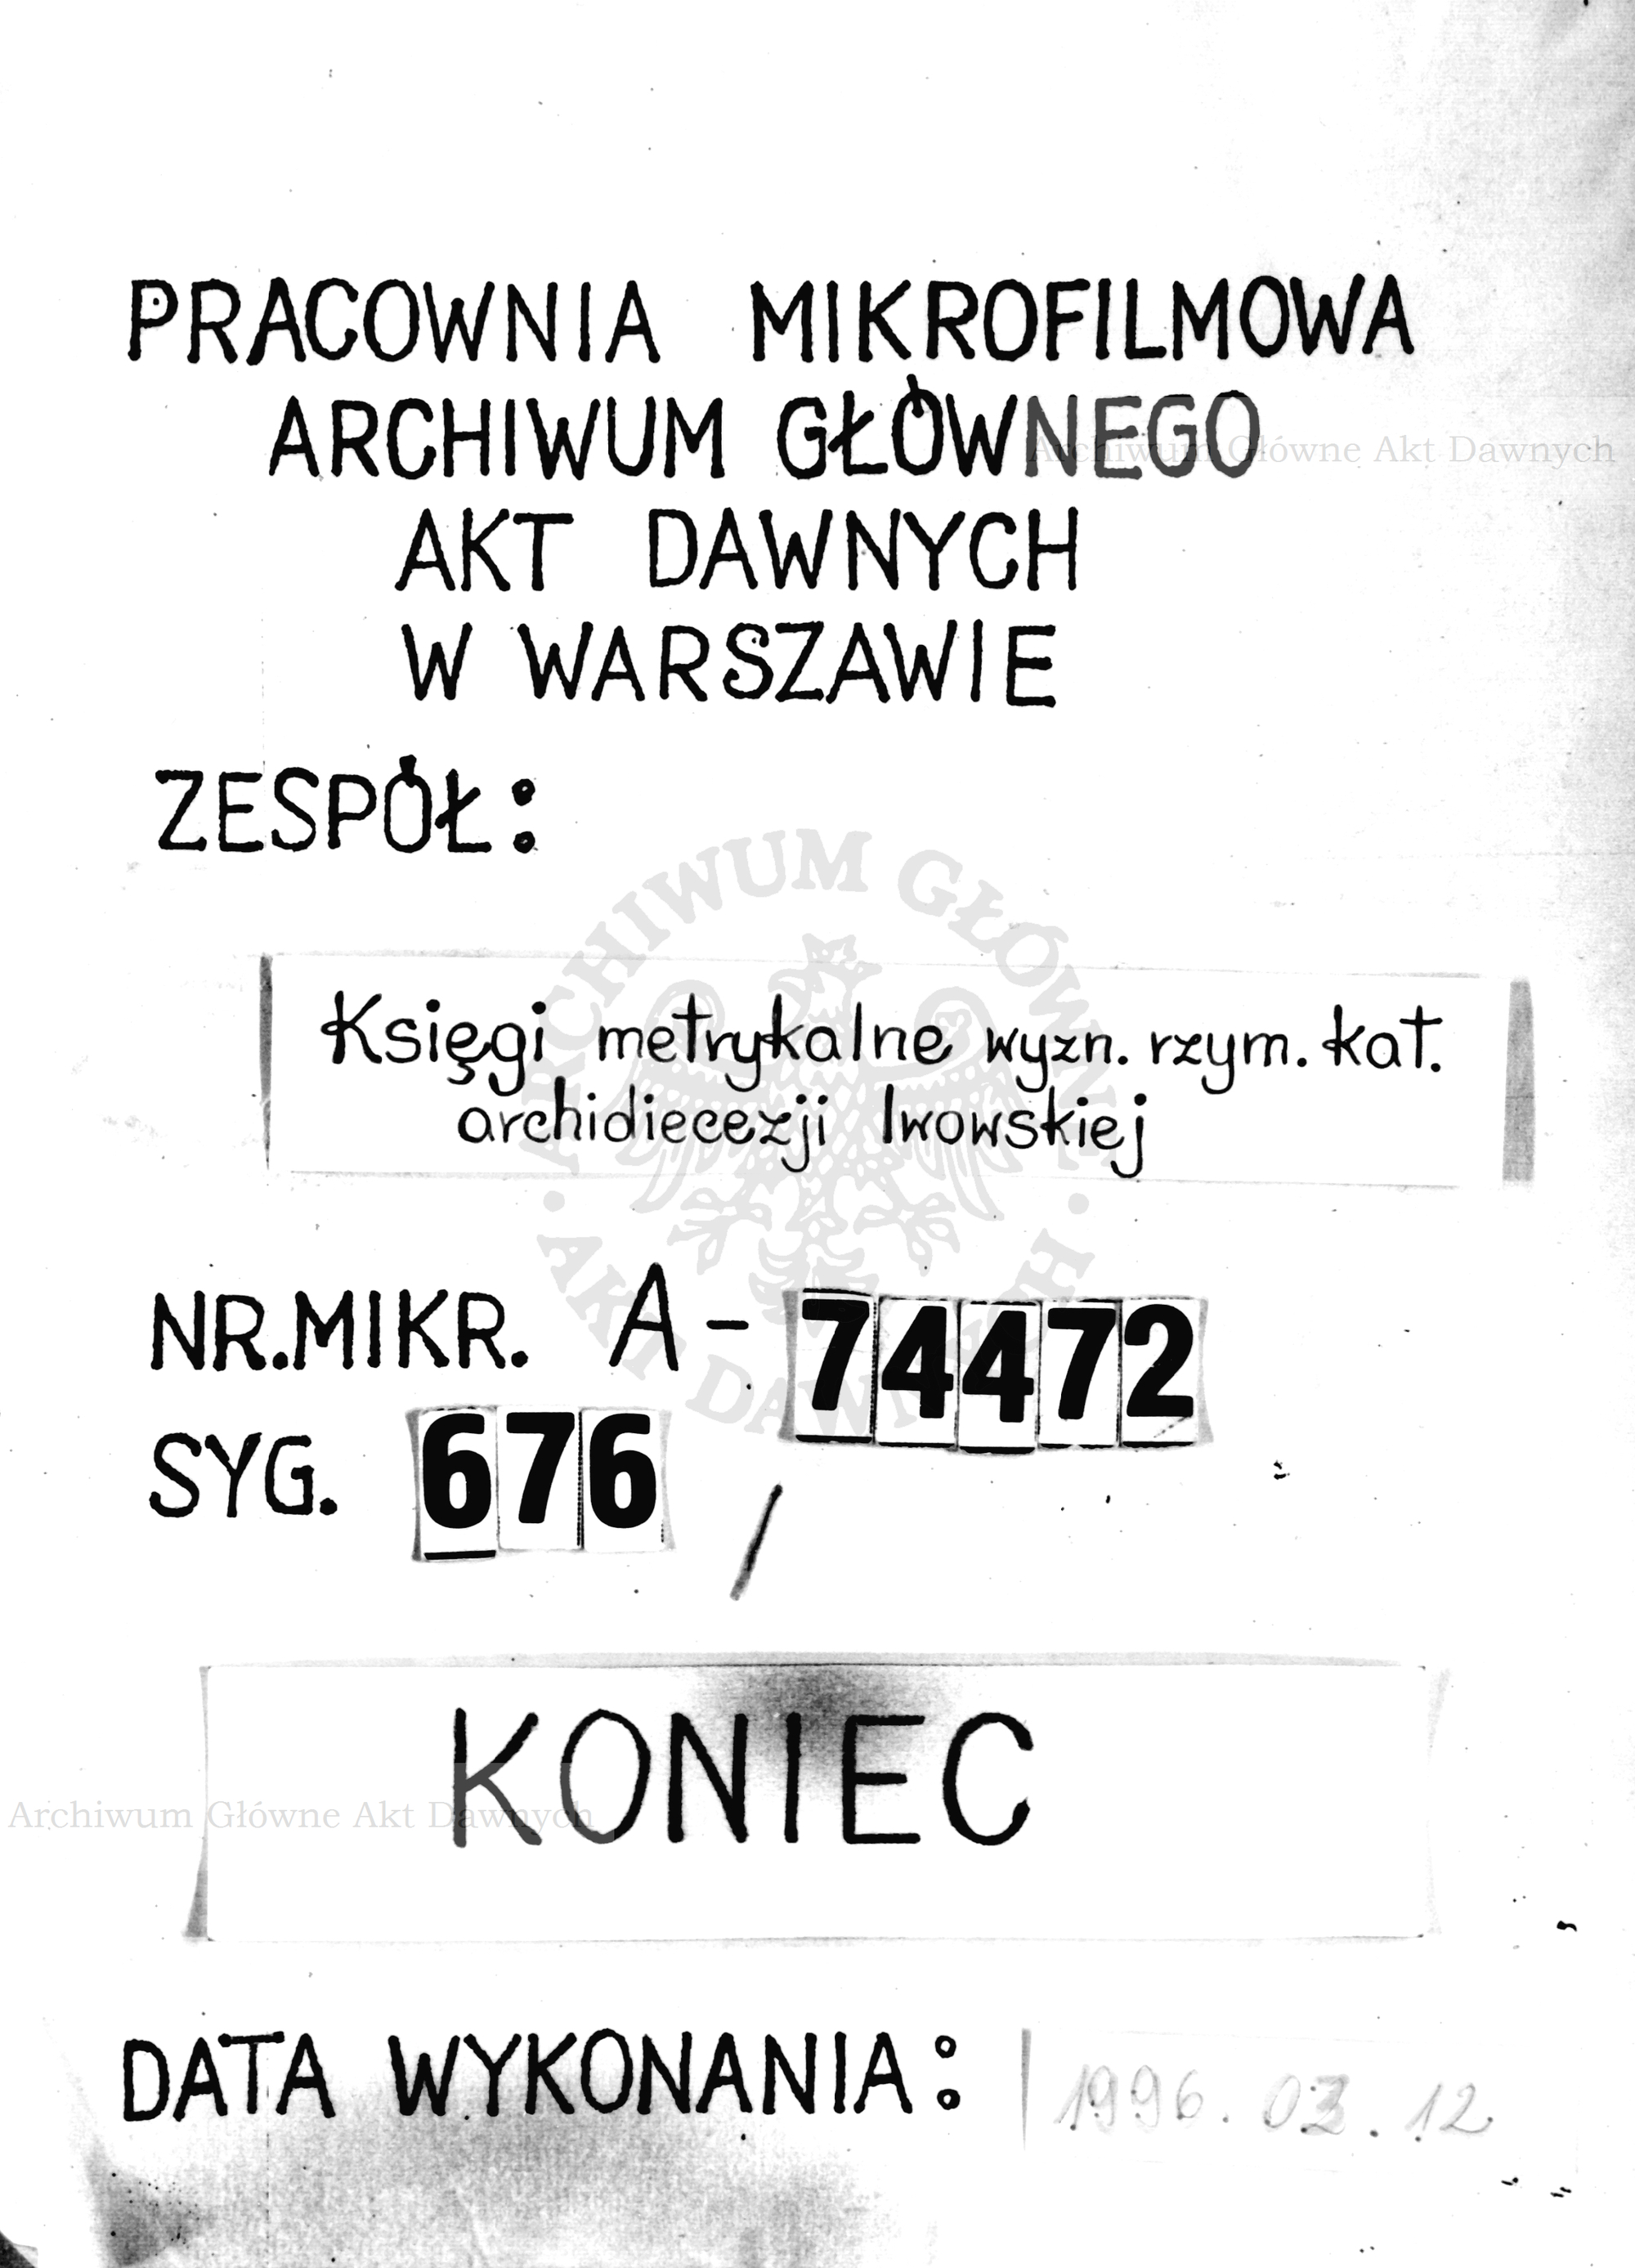 PRACOWNIA MIKROFILMOWA
ARCHIWUM GŁÓWNEGO
Archiwum Główne Akt Dawnych
AKT DAWNYCH
W WARSZAWIE
ZESPÓŁ:
ARCHIWUM GŁÓWNE
Księgi metrykalne wyzn. rzym. kat.
archidiecezji lwowskiej
• AKT DAWNYCH •
NR.MIKR. A-74472
SYG. 676 /
KONIEC
Archiwum Główne Akt Dawnych
DATA WYKONANIA: 1996.03.12